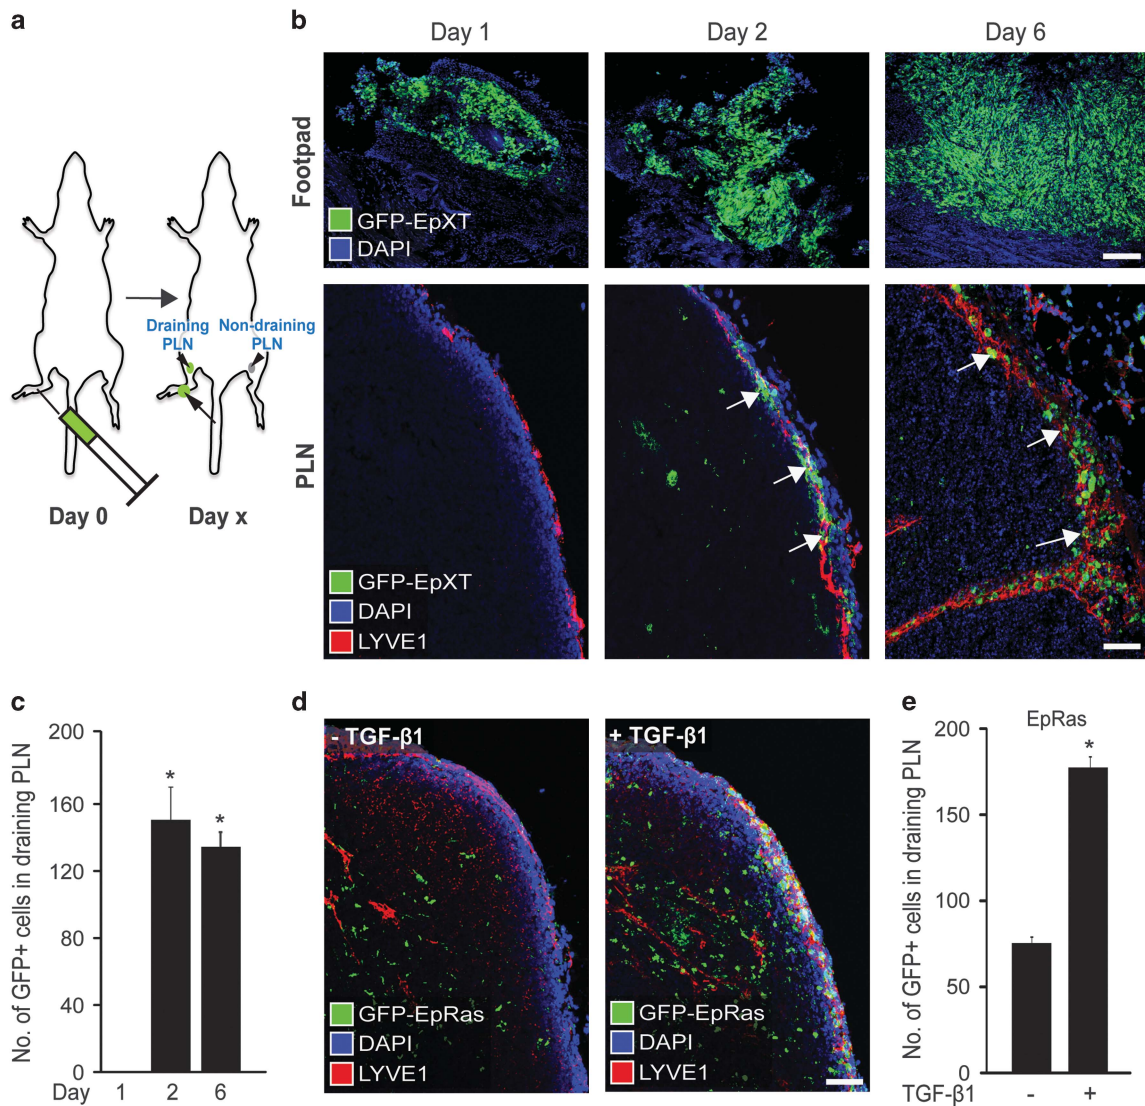 a
Draining
PLN
Non-draining
PLN
Day 0
Day x
b
Day 1
Day 2
Day 6
Footpad
GFP-EpXT
DAPI
PLN
GFP-EpXT
DAPI
LYVE1
c
No. of GFP+ cells in draining PLN
200
160
120
80
40
0
Day 1 2 6
*
*
d
- TGF-β1
GFP-EpRas
DAPI
LYVE1
+ TGF-β1
GFP-EpRas
DAPI
LYVE1
e
EpRas
No. of GFP+ cells in draining PLN
200
150
100
50
0
*
TGF-β1 - +